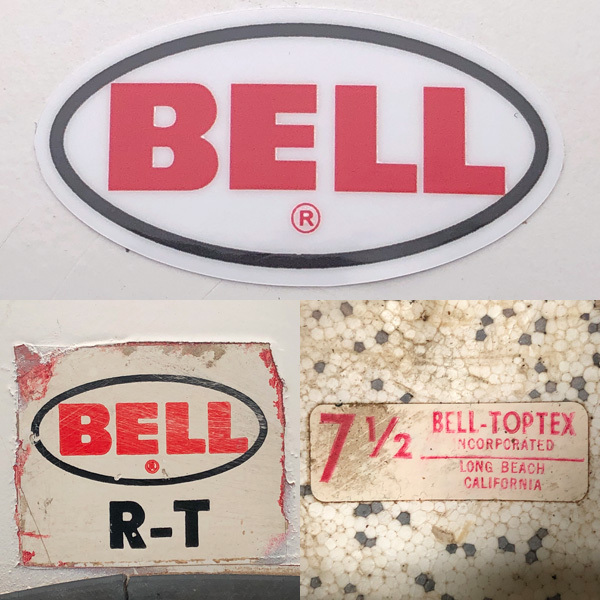 BELL
®
BELL
®
R-T
7 1/2
BELL-TOPTEX
INCORPORATED
LONG BEACH
CALIFORNIA